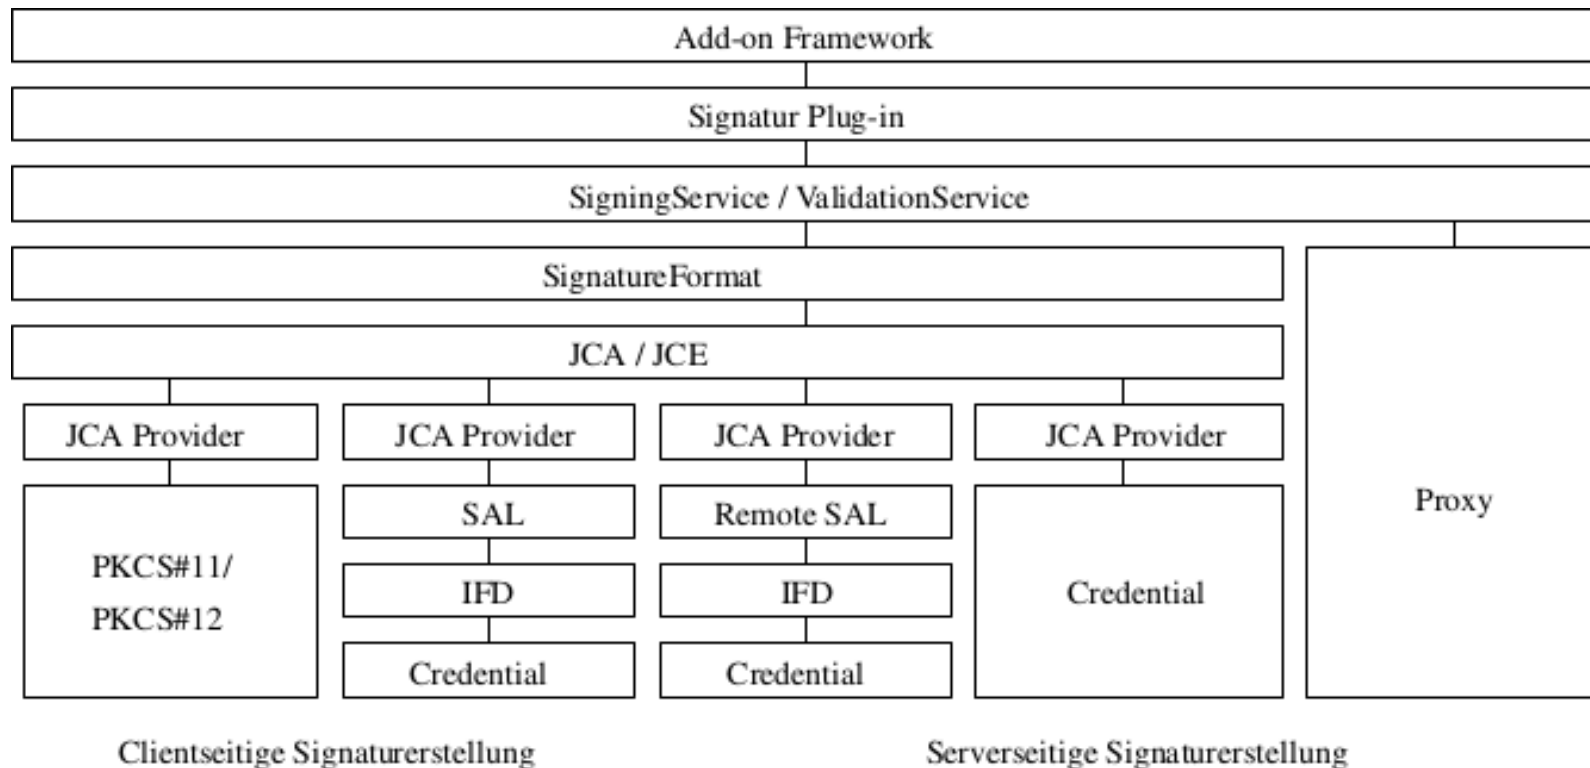 Add-on Framework
Signatur Plug-in
SigningService / ValidationService
SignatureFormat
JCA / JCE
JCA Provider
JCA Provider
JCA Provider
JCA Provider
Proxy
PKCS#11/
PKCS#12
SAL
IFD
Credential
Remote SAL
IFD
Credential
Credential
Clientseitige Signaturerstellung
Serverseitige Signaturerstellung